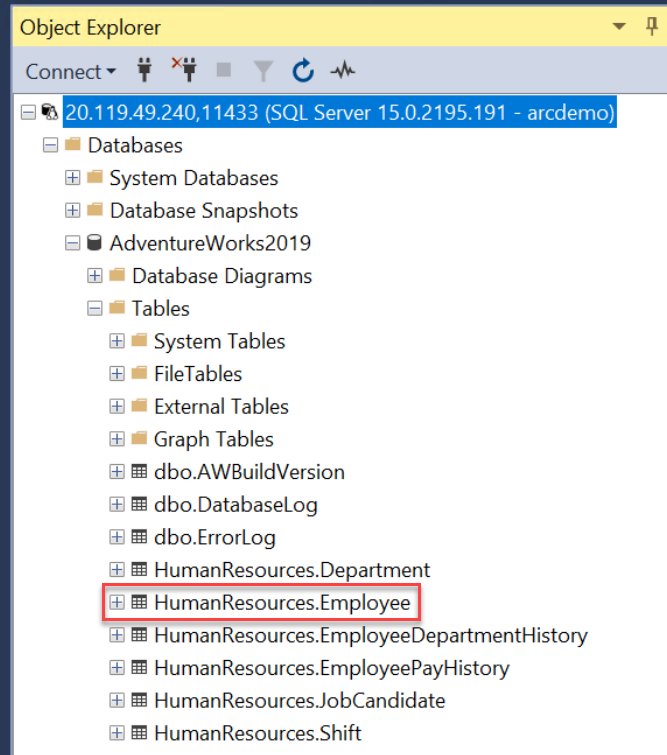 Object Explorer
Connect
20.119.49.240,11433 (SQL Server 15.0.2195.191 - arcdemo)
Databases
System Databases
Database Snapshots
AdventureWorks2019
Database Diagrams
Tables
System Tables
FileTables
External Tables
Graph Tables
dbo.AWBuildVersion
dbo.DatabaseLog
dbo.ErrorLog
HumanResources.Department
HumanResources.Employee
HumanResources.EmployeeDepartmentHistory
HumanResources.EmployeePayHistory
HumanResources.JobCandidate
HumanResources.Shift